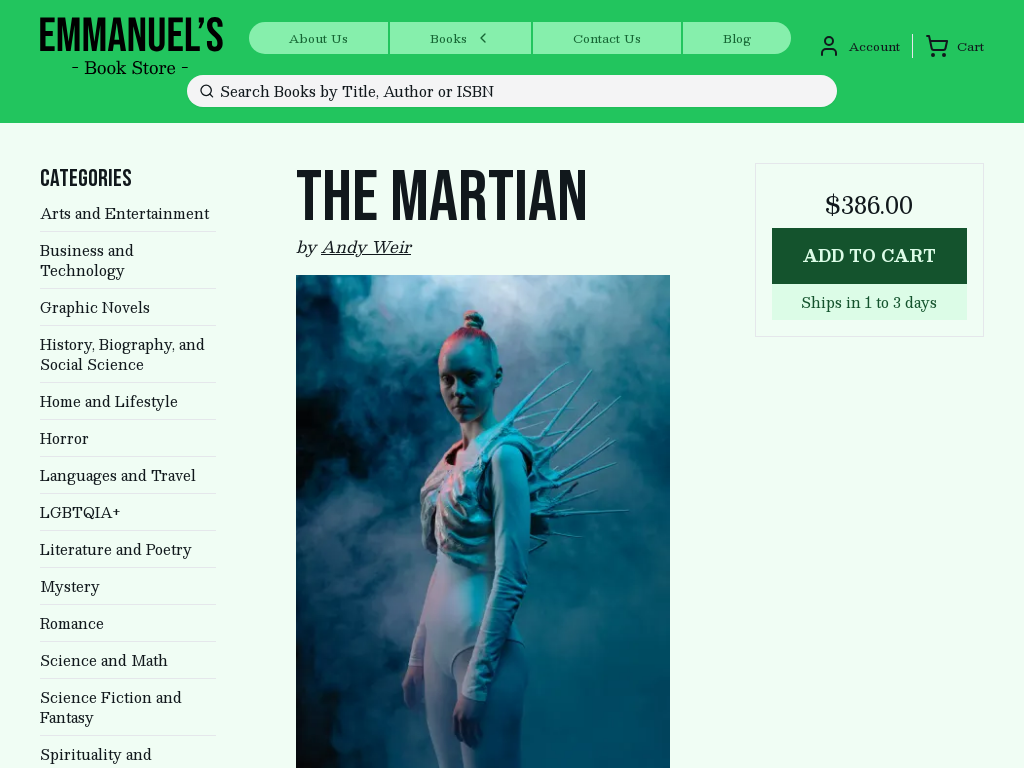 EMMANUEL'S
- Book Store -
About Us
Books
Contact Us
Blog
Account
Cart
Search Books by Title, Author or ISBN
CATEGORIES
Arts and Entertainment
Business and
Technology
Graphic Novels
History, Biography, and
Social Science
Home and Lifestyle
Horror
Languages and Travel
LGBTQIA+
Literature and Poetry
Mystery
Romance
Science and Math
Science Fiction and
Fantasy
Spirituality and
THE MARTIAN
by Andy Weir
$386.00
ADD TO CART
Ships in 1 to 3 days